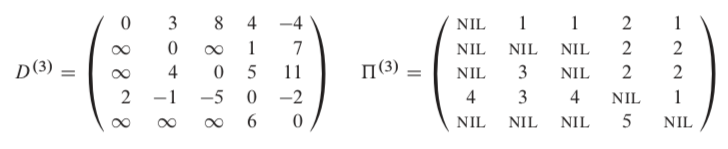 0 3 8 4 −4 NIL 1 1 2 1
∞ 0 ∞ 1 7 NIL NIL NIL 2 2
D(3) = ∞ 4 0 5 11 Π(3) = NIL 3 NIL 2 2
2 −1 −5 0 −2 4 3 4 NIL 1
∞ ∞ ∞ 6 0 NIL NIL NIL 5 NIL